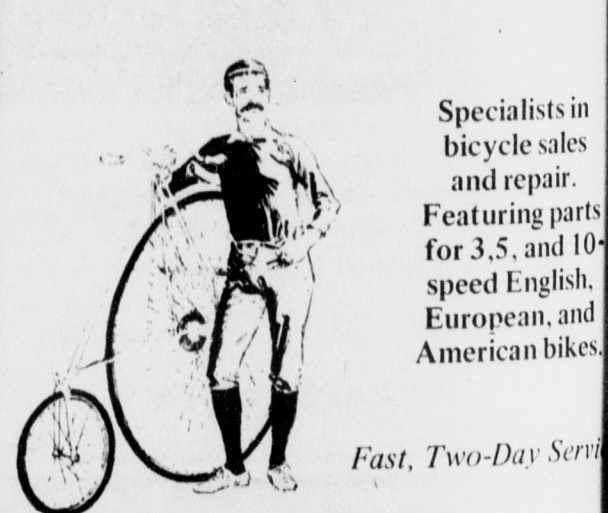 Specialists in
bicycle sales
and repair.
Featuring parts
for 3,5, and 10-
speed English,
European, and
American bikes.
Fast, Two-Day Servi